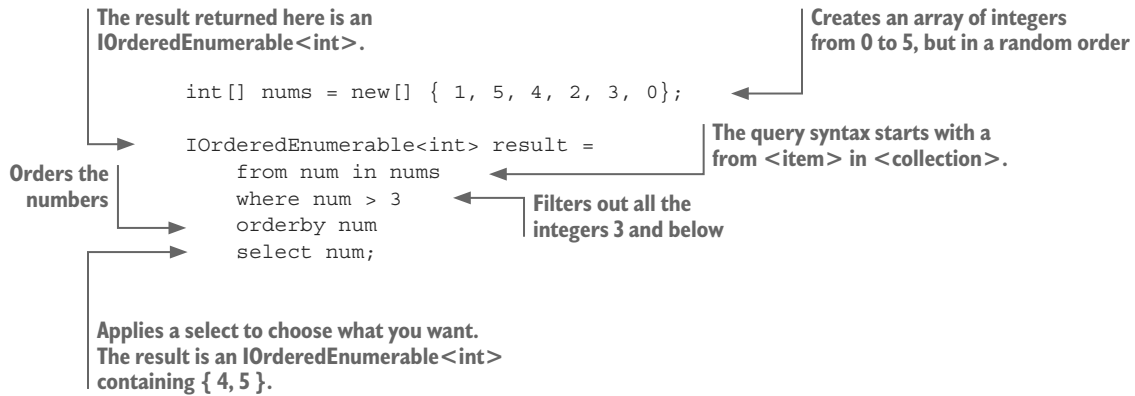 The result returned here is an
IOrderedEnumerable<int>.
Creates an array of integers
from 0 to 5, but in a random order
int[] nums = new[] { 1, 5, 4, 2, 3, 0};
IOrderedEnumerable<int> result =
The query syntax starts with a
from <item> in <collection>.
Orders the
numbers
from num in nums
where num > 3
Filters out all the
integers 3 and below
orderby num
select num;
Applies a select to choose what you want.
The result is an IOrderedEnumerable<int>
containing { 4, 5 }.